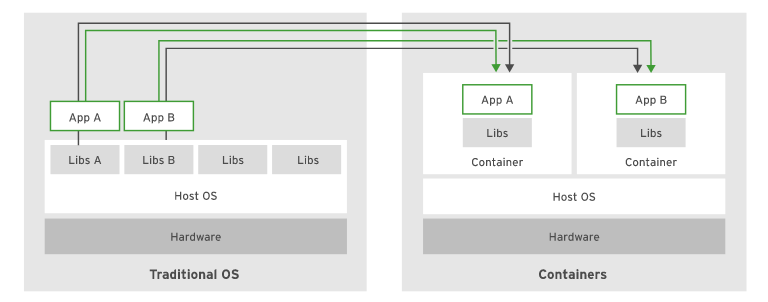 App A
App B
Libs A
Libs B
Libs
Libs
Host OS
Hardware
Traditional OS
App A
Libs
Container
App B
Libs
Container
Host OS
Hardware
Containers